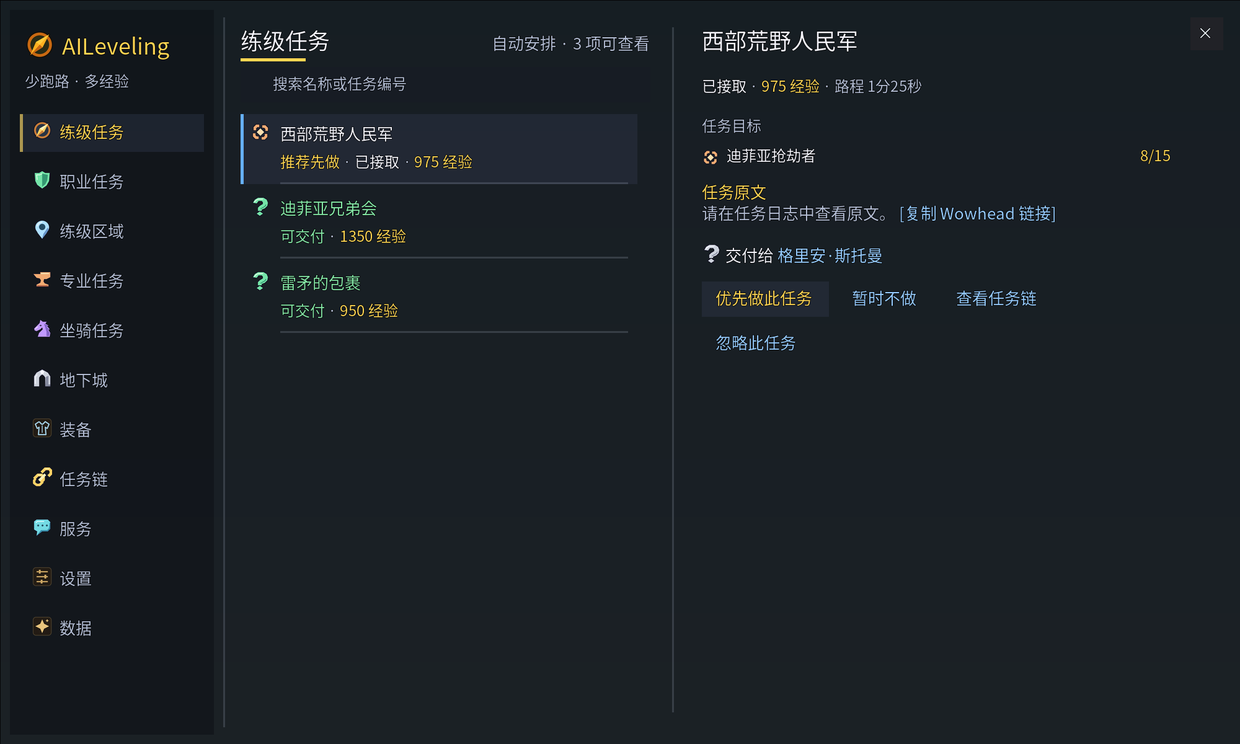 AILeveling
少跑路 · 多经验
练级任务
职业任务
练级区域
专业任务
坐骑任务
地下城
装备
任务链
服务
设置
数据
练级任务
自动安排 · 3 项可查看
搜索名称或任务编号
西部荒野人民军
推荐先做 · 已接取 · 975 经验
迪菲亚兄弟会
可交付 · 1350 经验
雷矛的包裹
可交付 · 950 经验
西部荒野人民军
已接取 · 975 经验 · 路程 1分25秒
任务目标
迪菲亚抢劫者 8/15
任务原文
请在任务日志中查看原文。 [复制 Wowhead 链接]
交付给 格里安·斯托曼
优先做此任务 暂时不做 查看任务链
忽略此任务